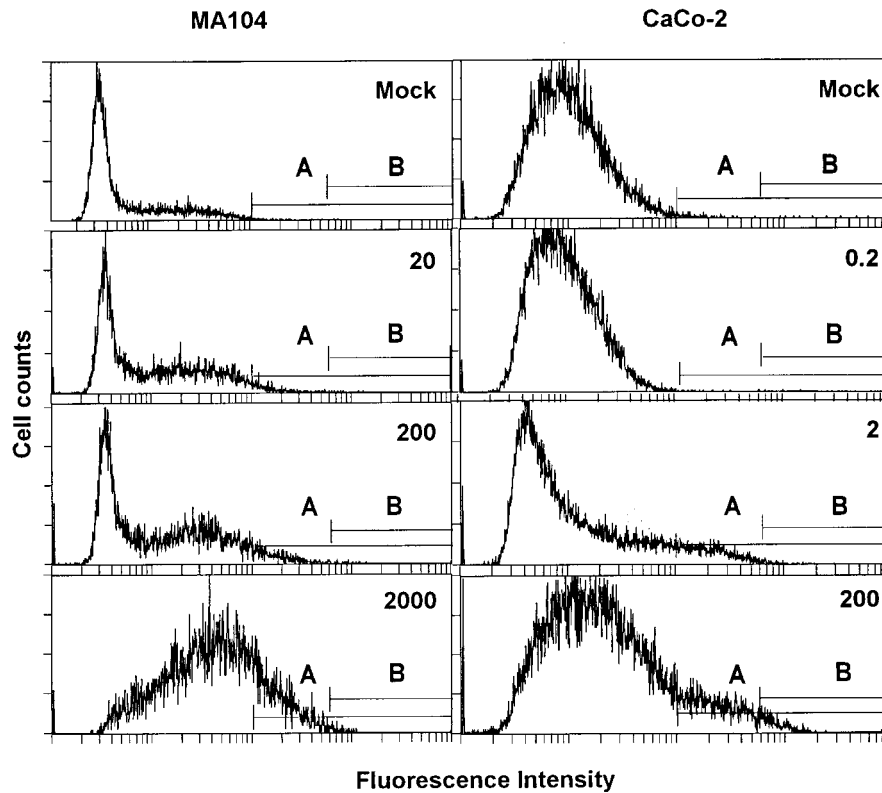 MA104
CaCo-2
Mock
A
B
Mock
A
B
20
A
B
0.2
A
B
200
A
B
2
A
B
2000
A
B
200
A
B
Cell counts
Fluorescence Intensity